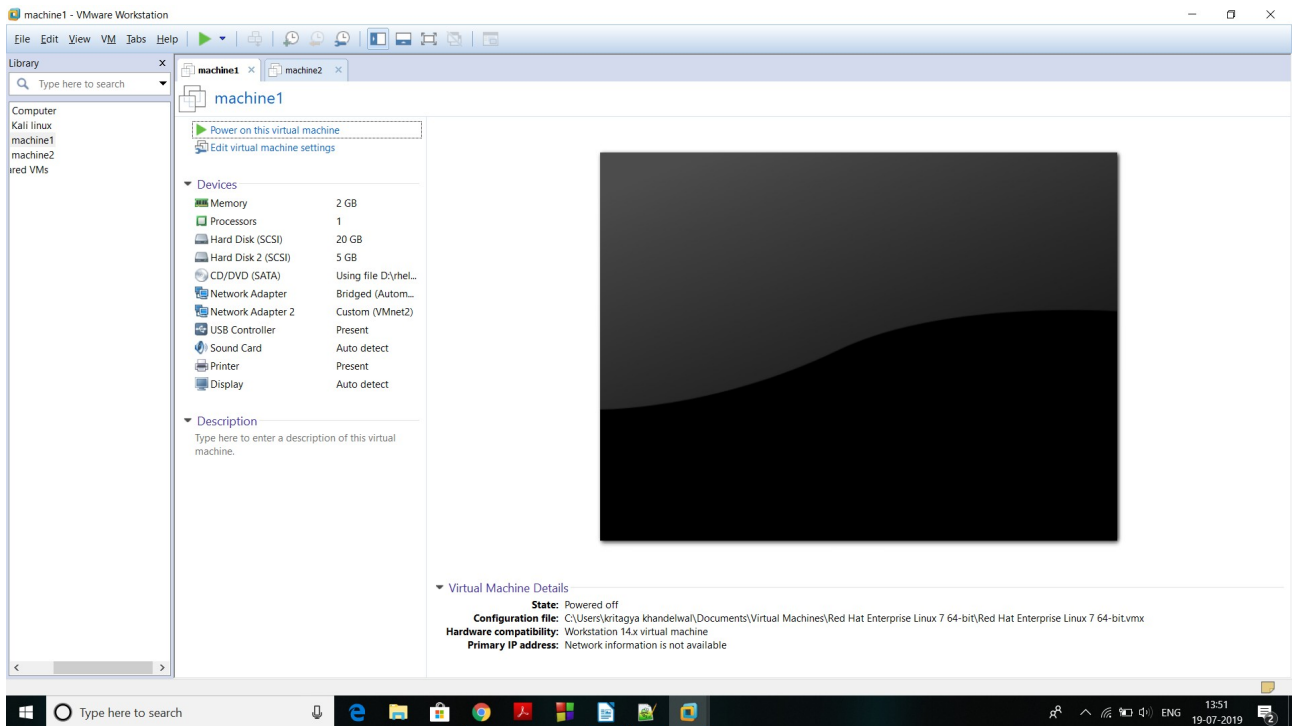 machine1 - VMware Workstation
File Edit View VM Tabs Help
Library x
Type here to search
Computer
Kali linux
machine1
machine2
ared VMs
machine1 × machine2 ×
machine1
Power on this virtual machine
Edit virtual machine settings
Devices
Memory 2 GB
Processors 1
Hard Disk (SCSI) 20 GB
Hard Disk 2 (SCSI) 5 GB
CD/DVD (SATA) Using file D:\rhel...
Network Adapter Bridged (Autom...
Network Adapter 2 Custom (VMnet2)
USB Controller Present
Sound Card Auto detect
Printer Present
Display Auto detect
Description
Type here to enter a description of this virtual
machine.
Virtual Machine Details
State: Powered off
Configuration file: C:\Users\kritagya khandelwal\Documents\Virtual Machines\Red Hat Enterprise Linux 7 64-bit\Red Hat Enterprise Linux 7 64-bit.vmx
Hardware compatibility: Workstation 14.x virtual machine
Primary IP address: Network information is not available
Type here to search
ENG
13:51
19-07-2019
2